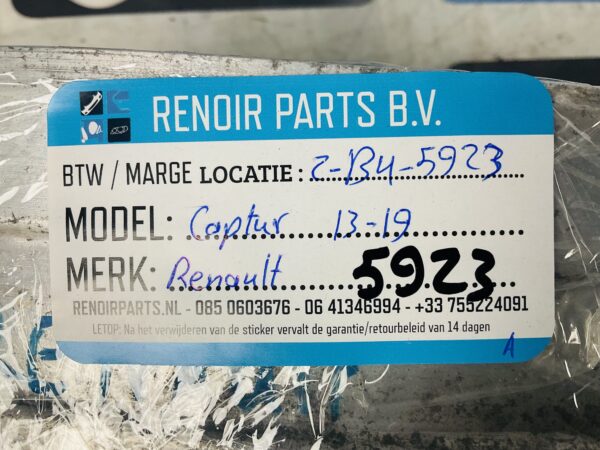 RENOIR PARTS B.V.
BTW / MARGE LOCATIE : 2-B4-5923
MODEL: Captur 13-19
MERK: Renault 5923
RENOIRPARTS.NL - 085 0603676 - 06 41346994 - +33 755224091
LETOP: Na het verwijderen van de sticker vervalt de garantie/retourbeleid van 14 dagen
A